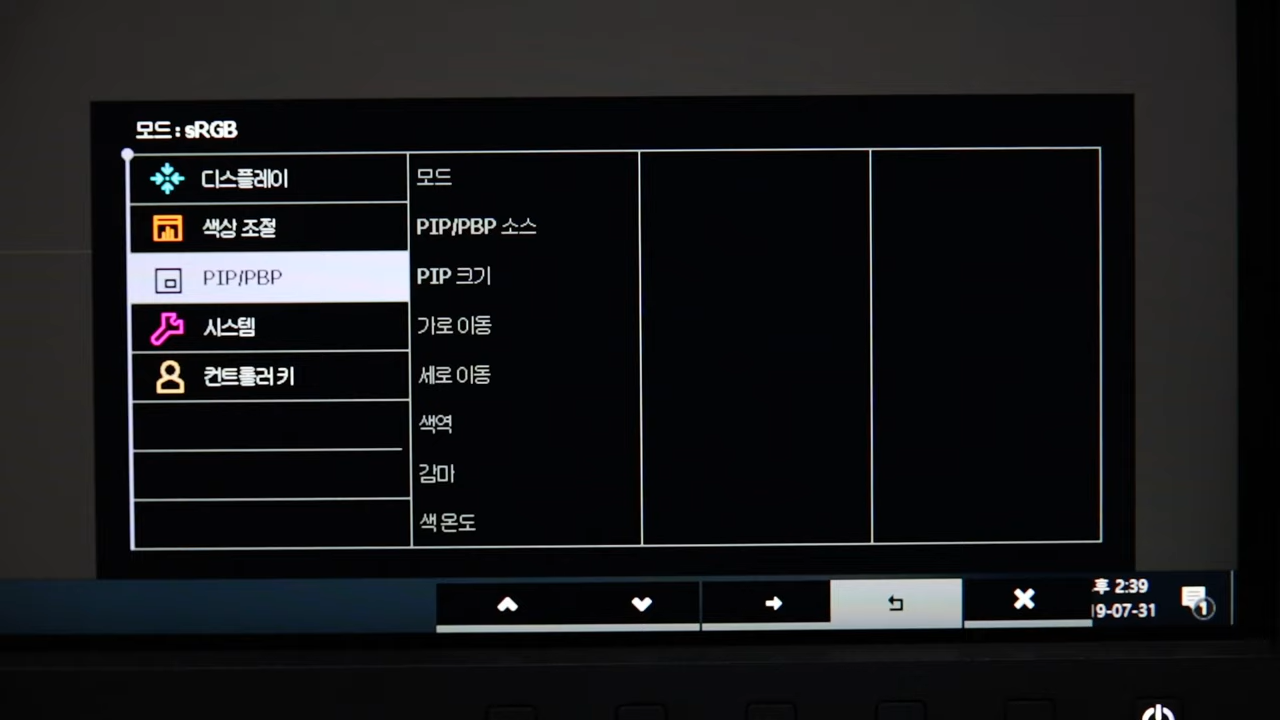 모드:sRGB
디스플레이
색상 조절
PIP/PBP
시스템
컨트롤러 키
모드
PIP/PBP 소스
PIP 크기
가로 이동
세로 이동
색역
감마
색 온도
후 2:39
9-07-31
1